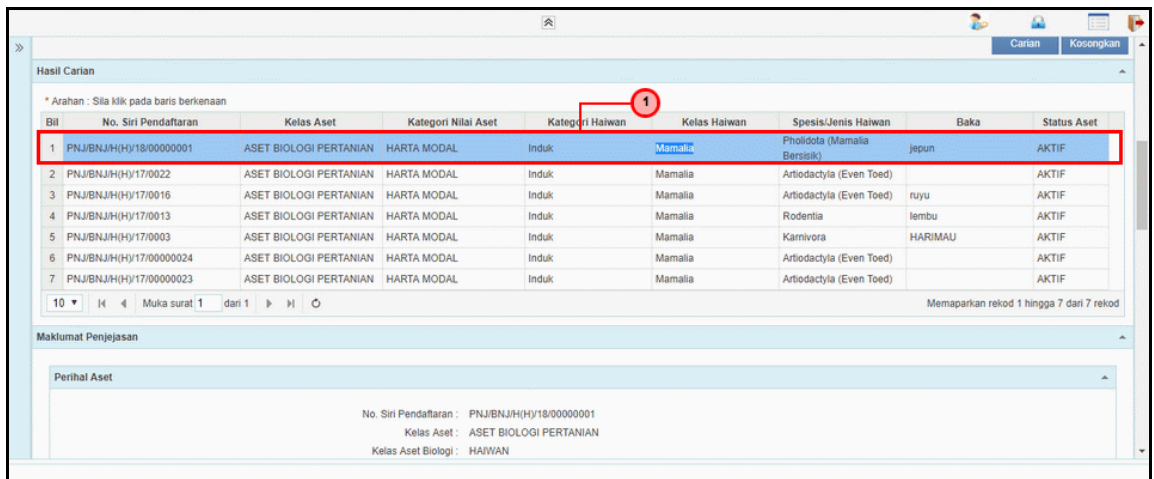 Carian Kosongkan
Hasil Carian
* Arahan : Sila klik pada baris berkenaan
1
Bil No. Siri Pendaftaran Kelas Aset Kategori Nilai Aset Kategori Haiwan Kelas Haiwan Spesis/Jenis Haiwan Baka Status Aset
1 PNJ/BNJ/H(H)/18/00000001 ASET BIOLOGI PERTANIAN HARTA MODAL Induk Mamalia Pholidota (Mamalia Bersisik) jepun AKTIF
2 PNJ/BNJ/H(H)/17/0022 ASET BIOLOGI PERTANIAN HARTA MODAL Induk Mamalia Artiodactyla (Even Toed) AKTIF
3 PNJ/BNJ/H(H)/17/0016 ASET BIOLOGI PERTANIAN HARTA MODAL Induk Mamalia Artiodactyla (Even Toed) ruyu AKTIF
4 PNJ/BNJ/H(H)/17/0013 ASET BIOLOGI PERTANIAN HARTA MODAL Induk Mamalia Rodentia lembu AKTIF
5 PNJ/BNJ/H(H)/17/0003 ASET BIOLOGI PERTANIAN HARTA MODAL Induk Mamalia Karnivora HARIMAU AKTIF
6 PNJ/BNJ/H(H)/17/00000024 ASET BIOLOGI PERTANIAN HARTA MODAL Induk Mamalia Artiodactyla (Even Toed) AKTIF
7 PNJ/BNJ/H(H)/17/00000023 ASET BIOLOGI PERTANIAN HARTA MODAL Induk Mamalia Artiodactyla (Even Toed) AKTIF
10 Muka surat 1 dari 1 Memaparkan rekod 1 hingga 7 dari 7 rekod
Maklumat Penjejasan
Perihal Aset
No. Siri Pendaftaran : PNJ/BNJ/H(H)/18/00000001
Kelas Aset : ASET BIOLOGI PERTANIAN
Kelas Aset Biologi : HAIWAN